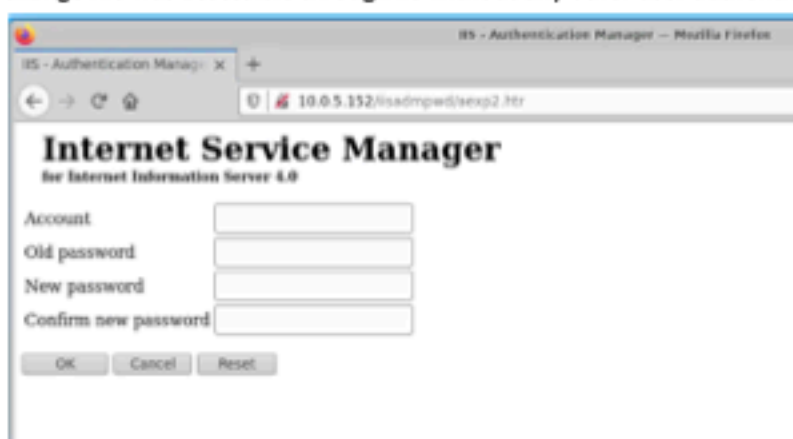 IIS - Authentication Manager — Mozilla Firefox
IIS - Authentication Manag
10.0.5.152/iisadmpwd/aexp2.htr
Internet Service Manager
for Internet Information Server 4.0
Account
Old password
New password
Confirm new password
OK Cancel Reset